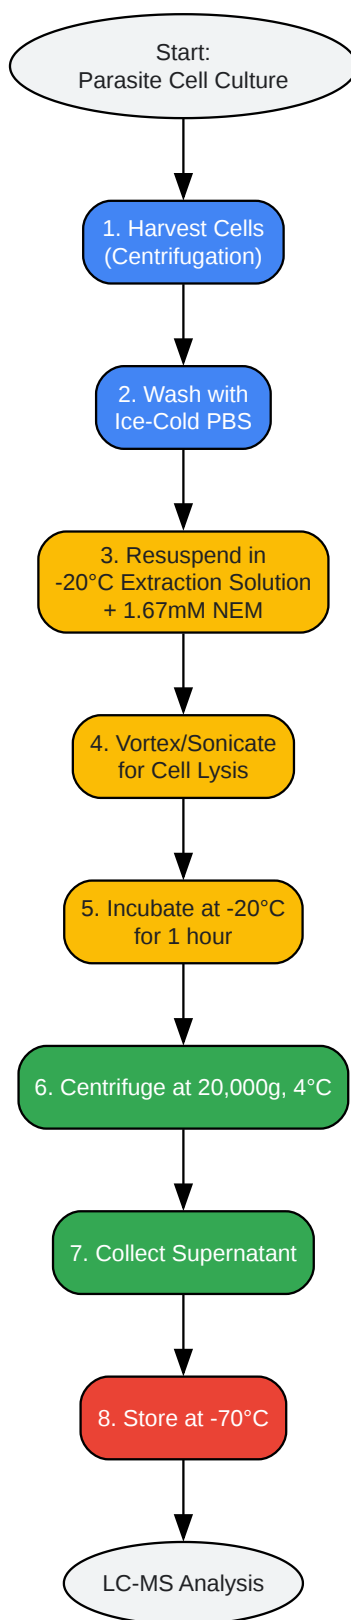 Start:
Parasite Cell Culture
1. Harvest Cells
(Centrifugation)
2. Wash with
Ice-Cold PBS
3. Resuspend in
-20°C Extraction Solution
+ 1.67mM NEM
4. Vortex/Sonicate
for Cell Lysis
5. Incubate at -20°C
for 1 hour
6. Centrifuge at 20,000g, 4°C
7. Collect Supernatant
8. Store at -70°C
LC-MS Analysis